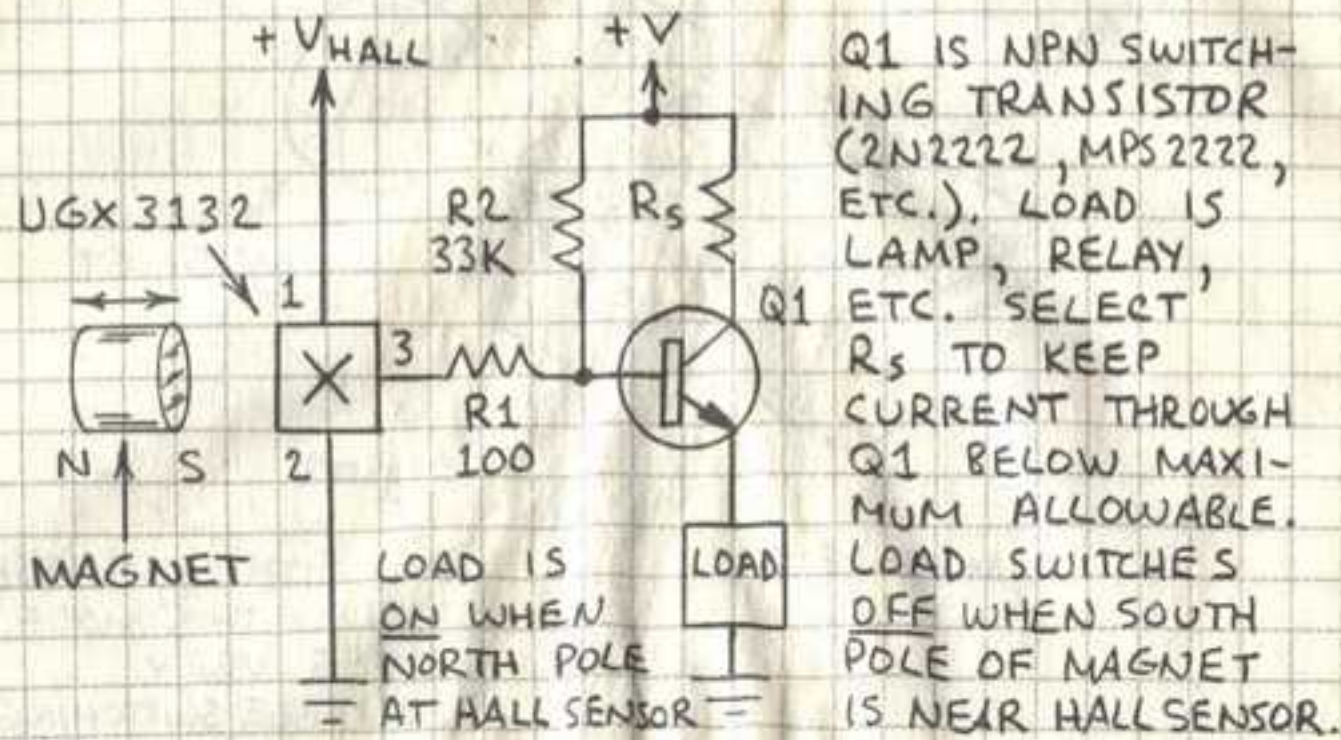 + VHALL
+ V
UGX 3132
1
R2
33K
Rs
Q1
3
R1
100
2
N S
MAGNET
LOAD
LOAD IS
ON WHEN
NORTH POLE
AT HALL SENSOR
Q1 IS NPN SWITCH-
ING TRANSISTOR
(2N2222, MPS2222,
ETC.). LOAD IS
LAMP, RELAY,
ETC. SELECT
Rs TO KEEP
CURRENT THROUGH
Q1 BELOW MAXI-
MUM ALLOWABLE.
LOAD SWITCHES
OFF WHEN SOUTH
POLE OF MAGNET
IS NEAR HALL SENSOR.